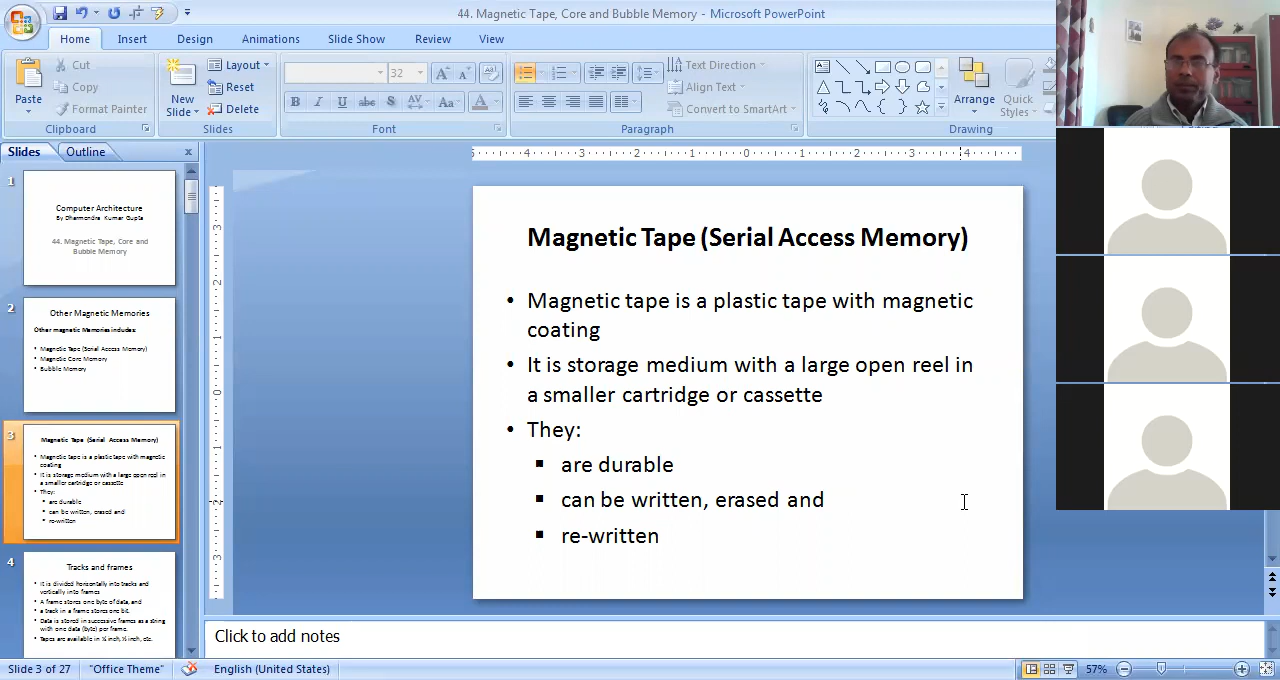 44. Magnetic Tape, Core and Bubble Memory - Microsoft PowerPoint
Home Insert Design Animations Slide Show Review View
Paste
Cut
Copy
Format Painter
Clipboard
New Slide
Layout
Reset
Delete
Slides
32
B I U abc S AV Aa A
Font
Text Direction
Align Text
Convert to SmartArt
Paragraph
Arrange
Quick Styles
Drawing
Slides Outline
1
Computer Architecture
By Dharmendra Kumar Gupta
44. Magnetic Tape, Core and
Bubble Memory
2
Other Magnetic Memories
Other magnetic Memories includes:
• Magnetic Tape (Serial Access Memory)
• Magnetic Core Memory
• Bubble Memory
3
Magnetic Tape (Serial Access Memory)
• Magnetic tape is a plastic tape with magnetic
coating
• It is storage medium with a large open reel in
a smaller cartridge or cassette
• They:
▪ are durable
▪ can be written, erased and
▪ re-written
4
Tracks and frames
• It is divided horizontally into tracks and
vertically into frames
• A frame stores one byte of data, and
• a track in a frame stores one bit.
• Data is stored in successive frames as a string
with one data (byte) per frame.
• Tapes are available in ¼ inch, ½ inch, etc.
Magnetic Tape (Serial Access Memory)
• Magnetic tape is a plastic tape with magnetic
coating
• It is storage medium with a large open reel in
a smaller cartridge or cassette
• They:
▪ are durable
▪ can be written, erased and
▪ re-written
Click to add notes
Slide 3 of 27 "Office Theme" English (United States) 57%